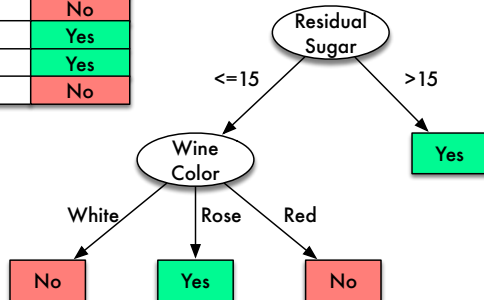 No
Yes
Yes
No
Residual
Sugar
<=15
>15
Yes
Wine
Color
White
Rose
Red
No
Yes
No